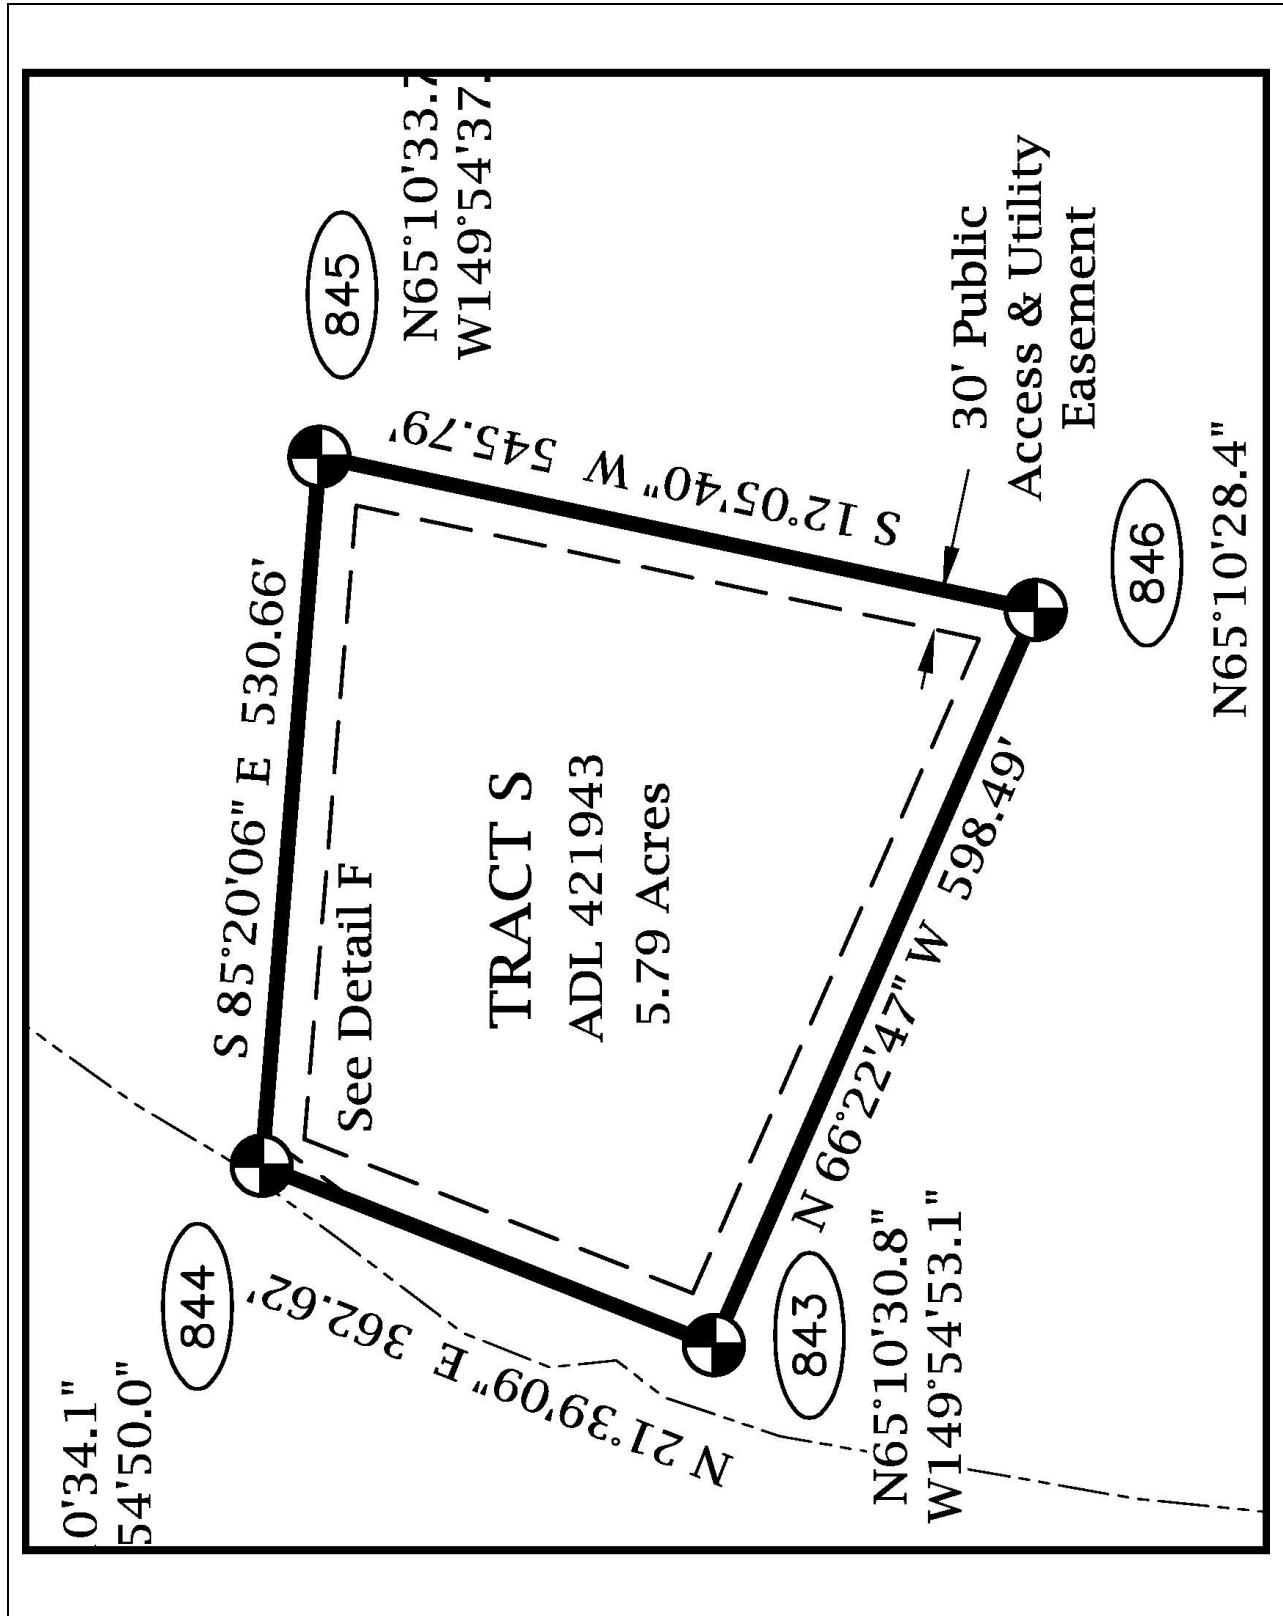 0'34.1"
54'50.0"
844
S 85°20'06" E 530.66'
845
N65°10'33.7
W149°54'37.
See Detail F
N 21°39'09" E 362.62'
S 12°05'40" W 545.79'
TRACT S
ADL 421943
5.79 Acres
843
N65°10'30.8"
W149°54'53.1"
N 66°22'47" W 598.49'
30' Public
Access & Utility
Easement
846
N65°10'28.4"